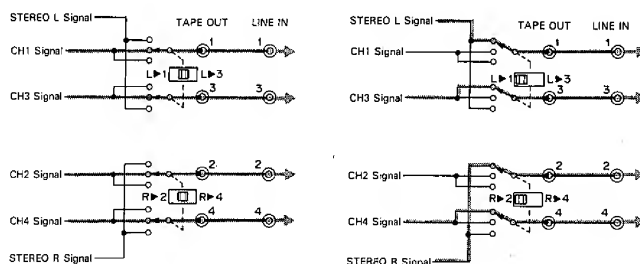 STEREO L Signal
TAPE OUT LINE IN
CH1 Signal 1 1
L▶1 L▶3
CH3 Signal 3 3
CH2 Signal 2 2
R▶2 R▶4
CH4 Signal 4 4
STEREO R Signal
STEREO L Signal
TAPE OUT LINE IN
CH1 Signal 1 1
L▶1 L▶3
CH3 Signal 3 3
CH2 Signal 2 2
R▶2 R▶4
CH4 Signal 4 4
STEREO R Signal